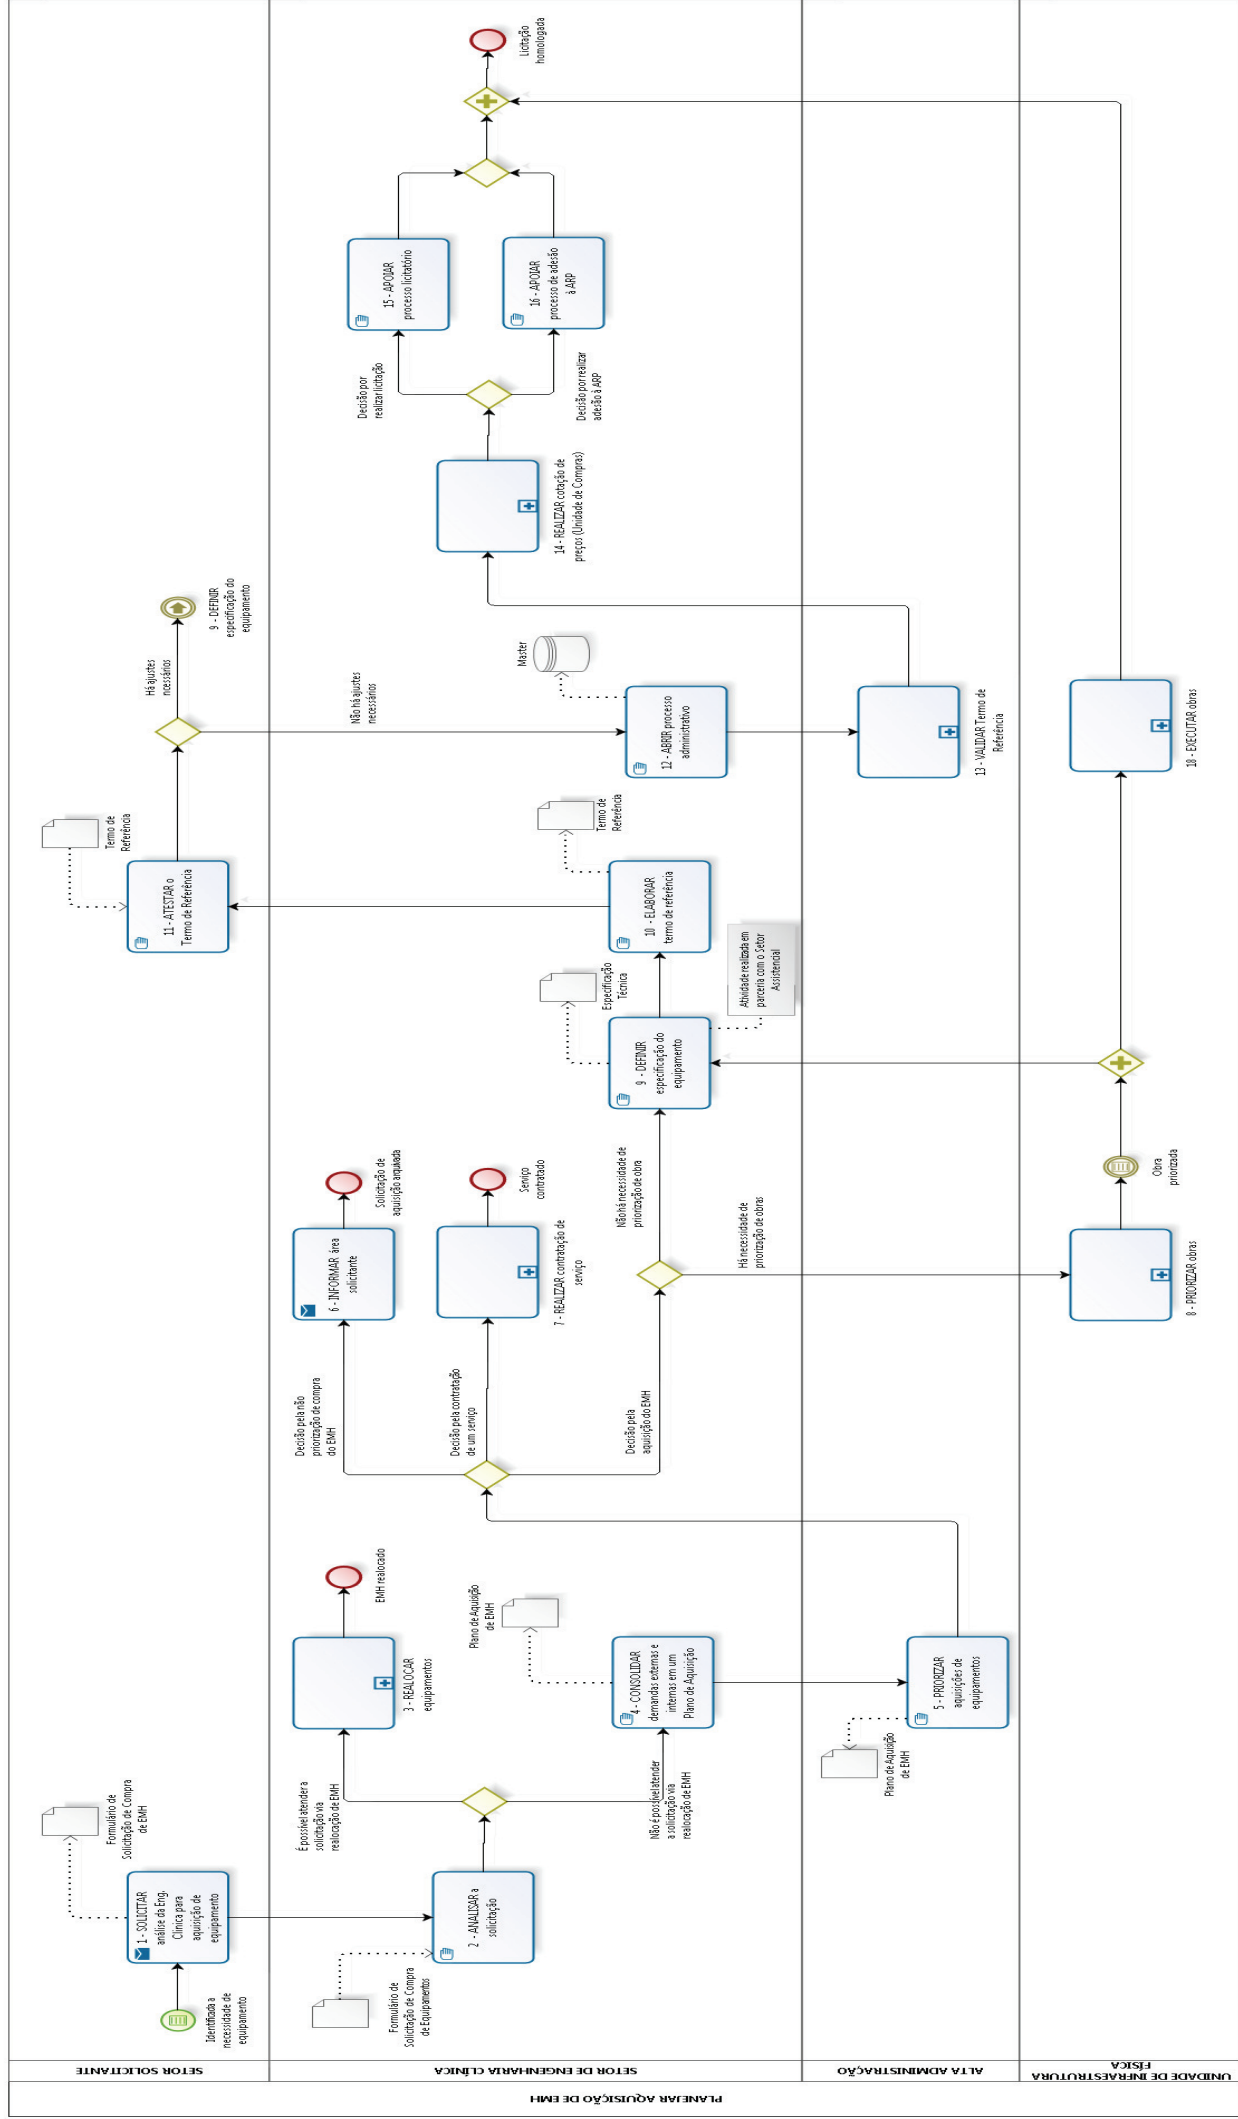 PLANEJAR AQUISIÇÃO DE EMH
SETOR SOLICITANTE
Identificada a
necessidade de
equipamento
1 - SOLICITAR
análise da Eng.
Clínica para
aquisição de
equipamento
Formulário de
Solicitação de Compra
de EMH
11 - ATESTAR o
Termo de Referência
Termo de
Referência
Há ajustes
ncessários
9 - DEFINIR
especificação do
equipamento
Não há ajustes
necessários
SETOR DE ENGENHARIA CLÍNICA
Formulário de
Solicitação de Compra
de Equipamentos
2 - ANALISAR a
solicitação
É possível atender a
solicitação via
realocação de EMH
3 - REALOCAR
equipamentos
EMH realocado
Não é possível atender
a solicitação via
realocação de EMH
4 - CONSOLIDAR
demandas externas e
internas em um
Plano de Aquisição
Plano de Aquisição
de EMH
Decisão pela não
priorização de compra
do EMH
6 - INFORMAR área
solicitante
Solicitação de
aquisição arquivada
Decisão pela contratação
de um serviço
7 - REALIZAR contratação de
serviço
Serviço
contratado
Decisão pela
aquisição do EMH
Não há necessidade de
priorização de obra
Há necessidade de
priorização de obras
9 - DEFINIR
especificação do
equipamento
Especificação
Técnica
Atividade realizada em
parceria com o Setor
Assistencial
10 - ELABORAR
termo de referência
Termo de
Referência
12 - ABRIR processo
administrativo
Master
14 - REALIZAR cotação de
preços (Unidade de Compras)
Decisão por
realizar licitação
15 - APOIAR
processo licitatório
Decisão por realizar
adesão à ARP
16 - APOIAR
processo de adesão
à ARP
Licitação
homologada
ALTA ADMINISTRAÇÃO
Plano de Aquisição
de EMH
5 - PRIORIZAR
aquisições de
equipamentos
13 - VALIDAR Termo de
Referência
UNIDADE DE INFRAESTRUTURA
FÍSICA
8 - PRIORIZAR obras
Obra
priorizada
18 - EXECUTAR obras